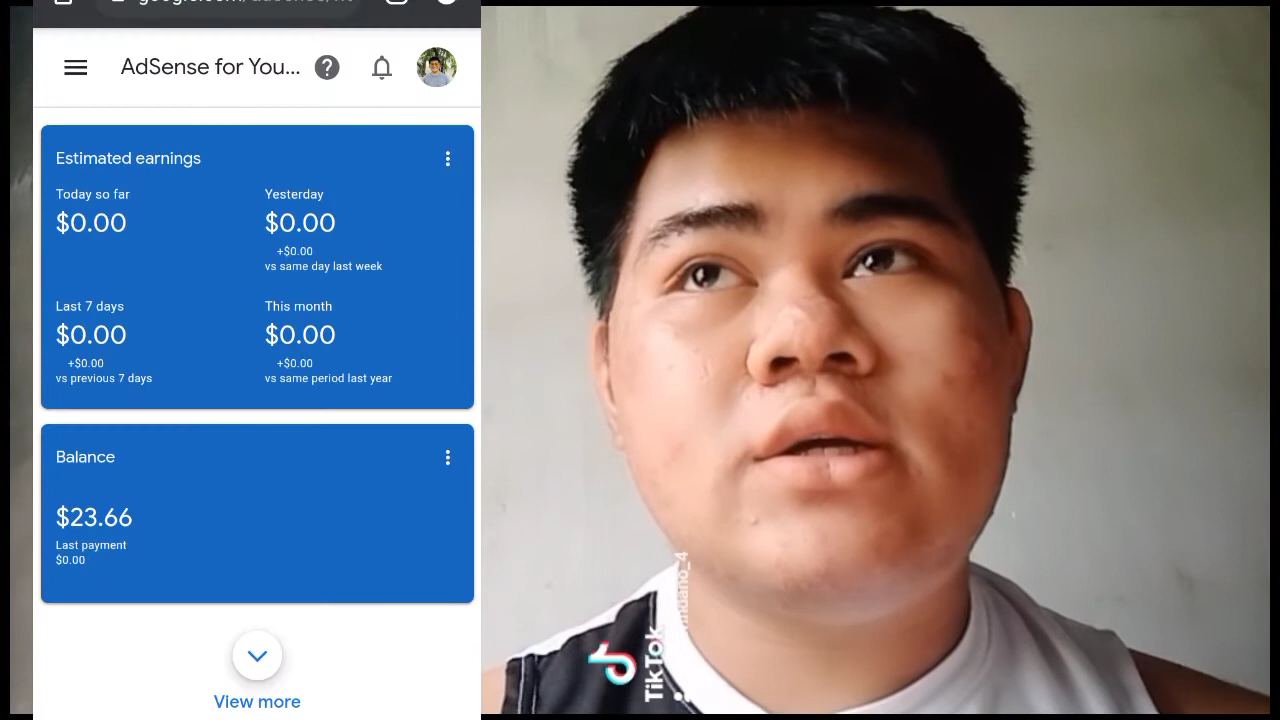 AdSense for You...
Estimated earnings
Today so far
$0.00
Yesterday
$0.00
+$0.00
vs same day last week
Last 7 days
$0.00
+$0.00
vs previous 7 days
This month
$0.00
+$0.00
vs same period last year
Balance
$23.66
Last payment
$0.00
View more
TikTok